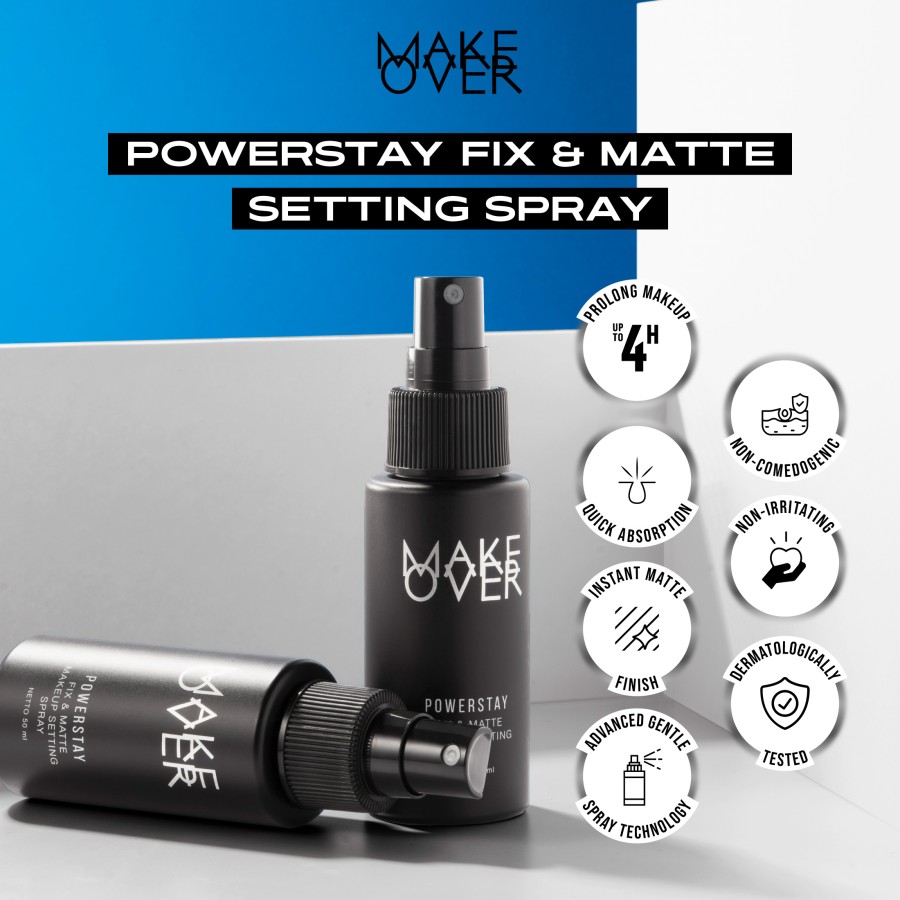 MAKE
OVER
POWERSTAY FIX & MATTE
SETTING SPRAY
PROLONG MAKEUP
UP
TO
4H
NON-COMEDOGENIC
QUICK ABSORPTION
NON-IRRITATING
INSTANT MATTE
FINISH
DERMATOLOGICALLY
TESTED
ADVANCED GENTLE
SPRAY TECHNOLOGY
MAKE
OVER
POWERSTAY
& MATTE
MAKE
OVER
POWERSTAY
FIX & MATTE
MAKEUP SETTING
SPRAY
NETTO 50 ml